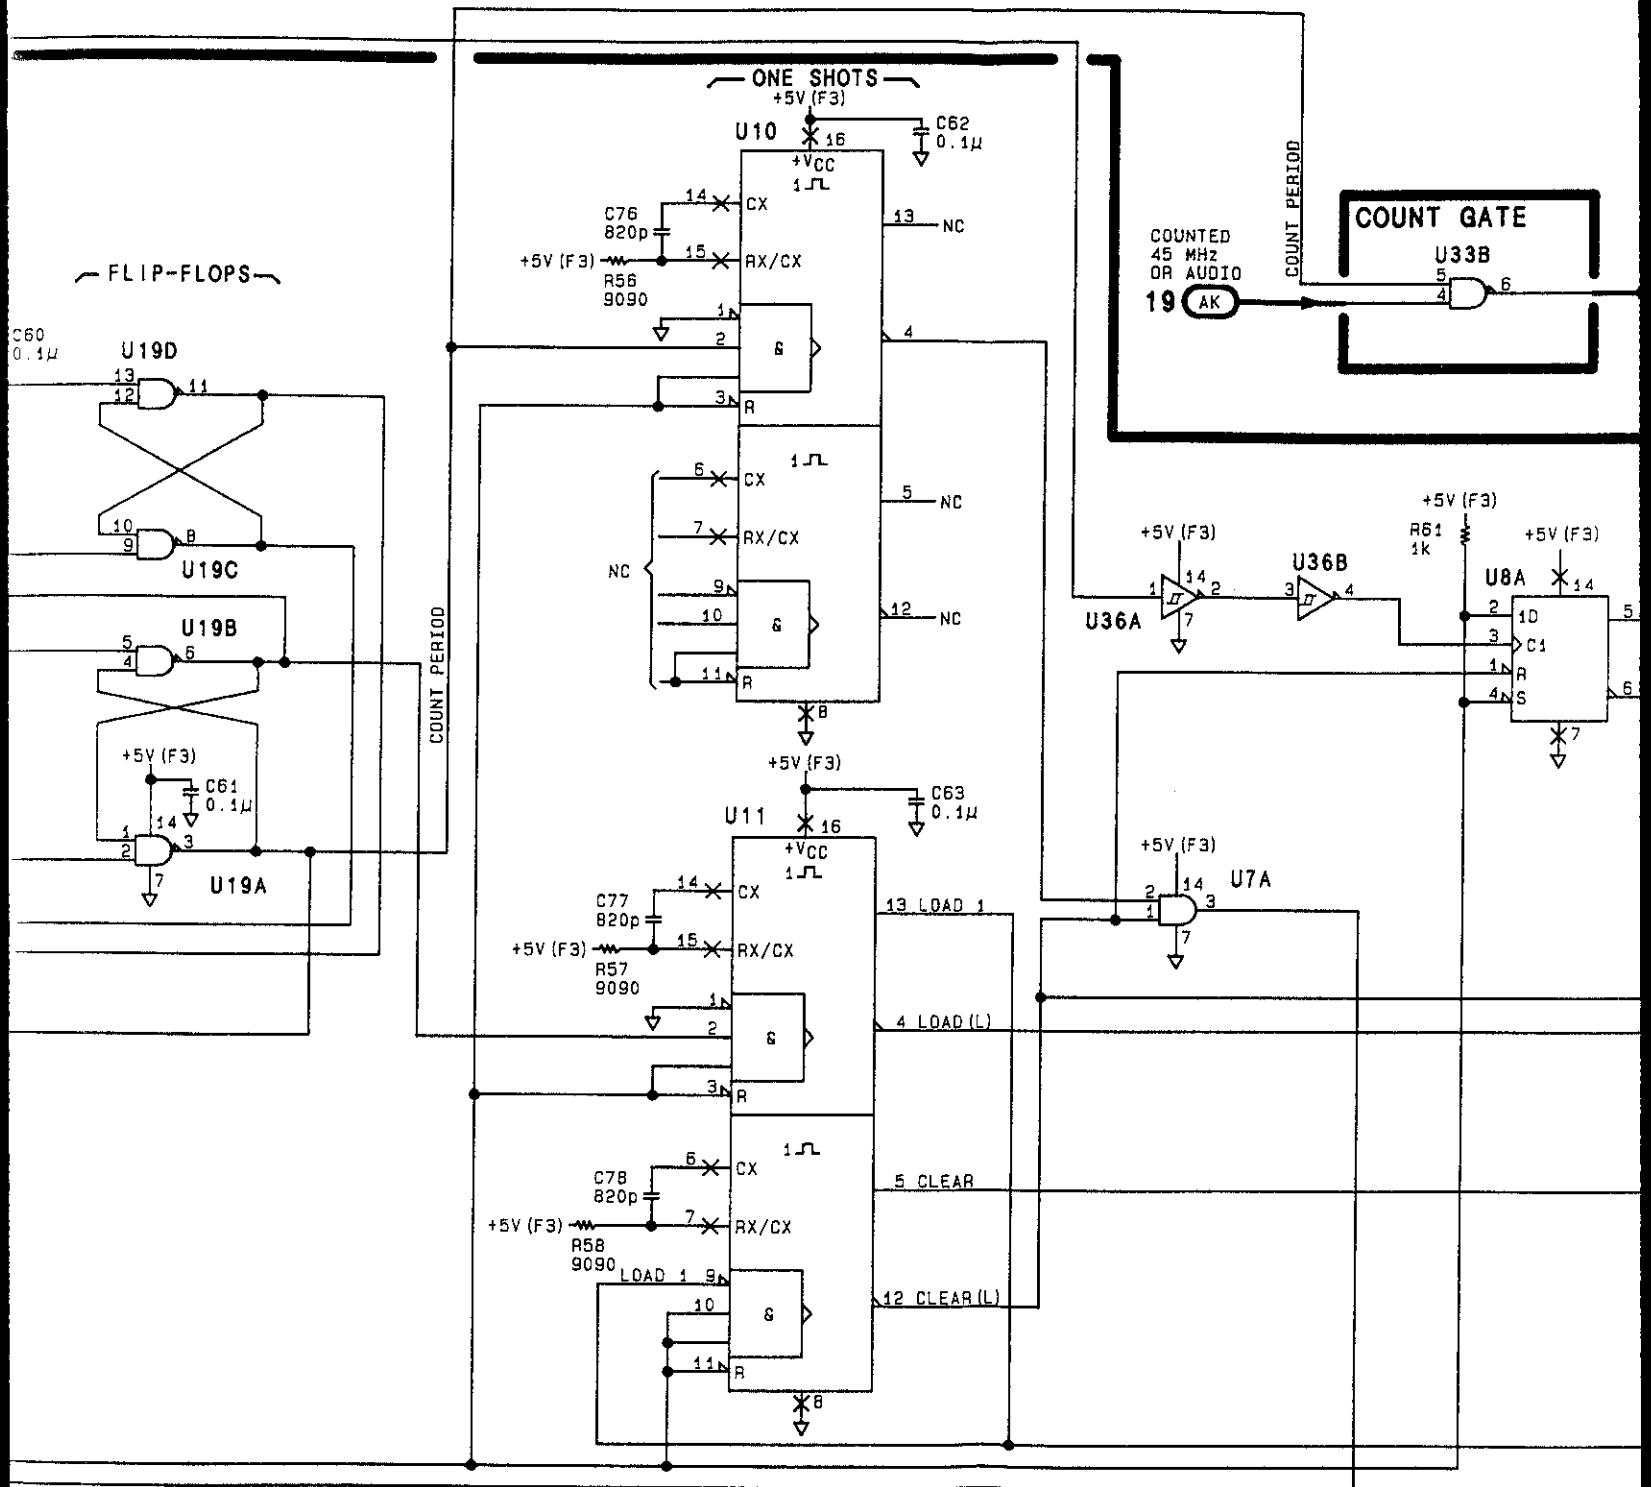 ONE SHOTS
+5V(F3)
C62
0.1µ
U10
16
+VCC
1
14
CX
C76
820p
13
NC
+5V(F3)
15
RX/CX
R56
9090
1
2
&
4
3
R
1
6
CX
5
NC
7
RX/CX
NC
9
10
&
12
NC
11
R
8
COUNT PERIOD
COUNT GATE
U33B
COUNTED
45 MHz
OR AUDIO
19
AK
5
4
6
FLIP-FLOPS
C60
0.1µ
U19D
13
12
11
10
9
8
U19C
U19B
5
4
6
COUNT PERIOD
+5V(F3)
C61
0.1µ
14
1
2
3
7
U19A
+5V(F3)
R61
1k
+5V(F3)
+5V(F3)
U36B
U8A
14
1
14
2
3
4
U36A
7
2
1D
5
3
C1
1
R
4
S
6
7
+5V(F3)
C63
0.1µ
U11
16
+VCC
1
14
CX
C77
820p
13 LOAD 1
+5V(F3)
15
RX/CX
R57
9090
1
2
&
4 LOAD(L)
3
R
+5V(F3)
U7A
14
2
1
3
7
1
6
CX
C78
820p
5 CLEAR
+5V(F3)
7
RX/CX
R58
9090
LOAD 1
9
10
&
12 CLEAR(L)
11
R
8